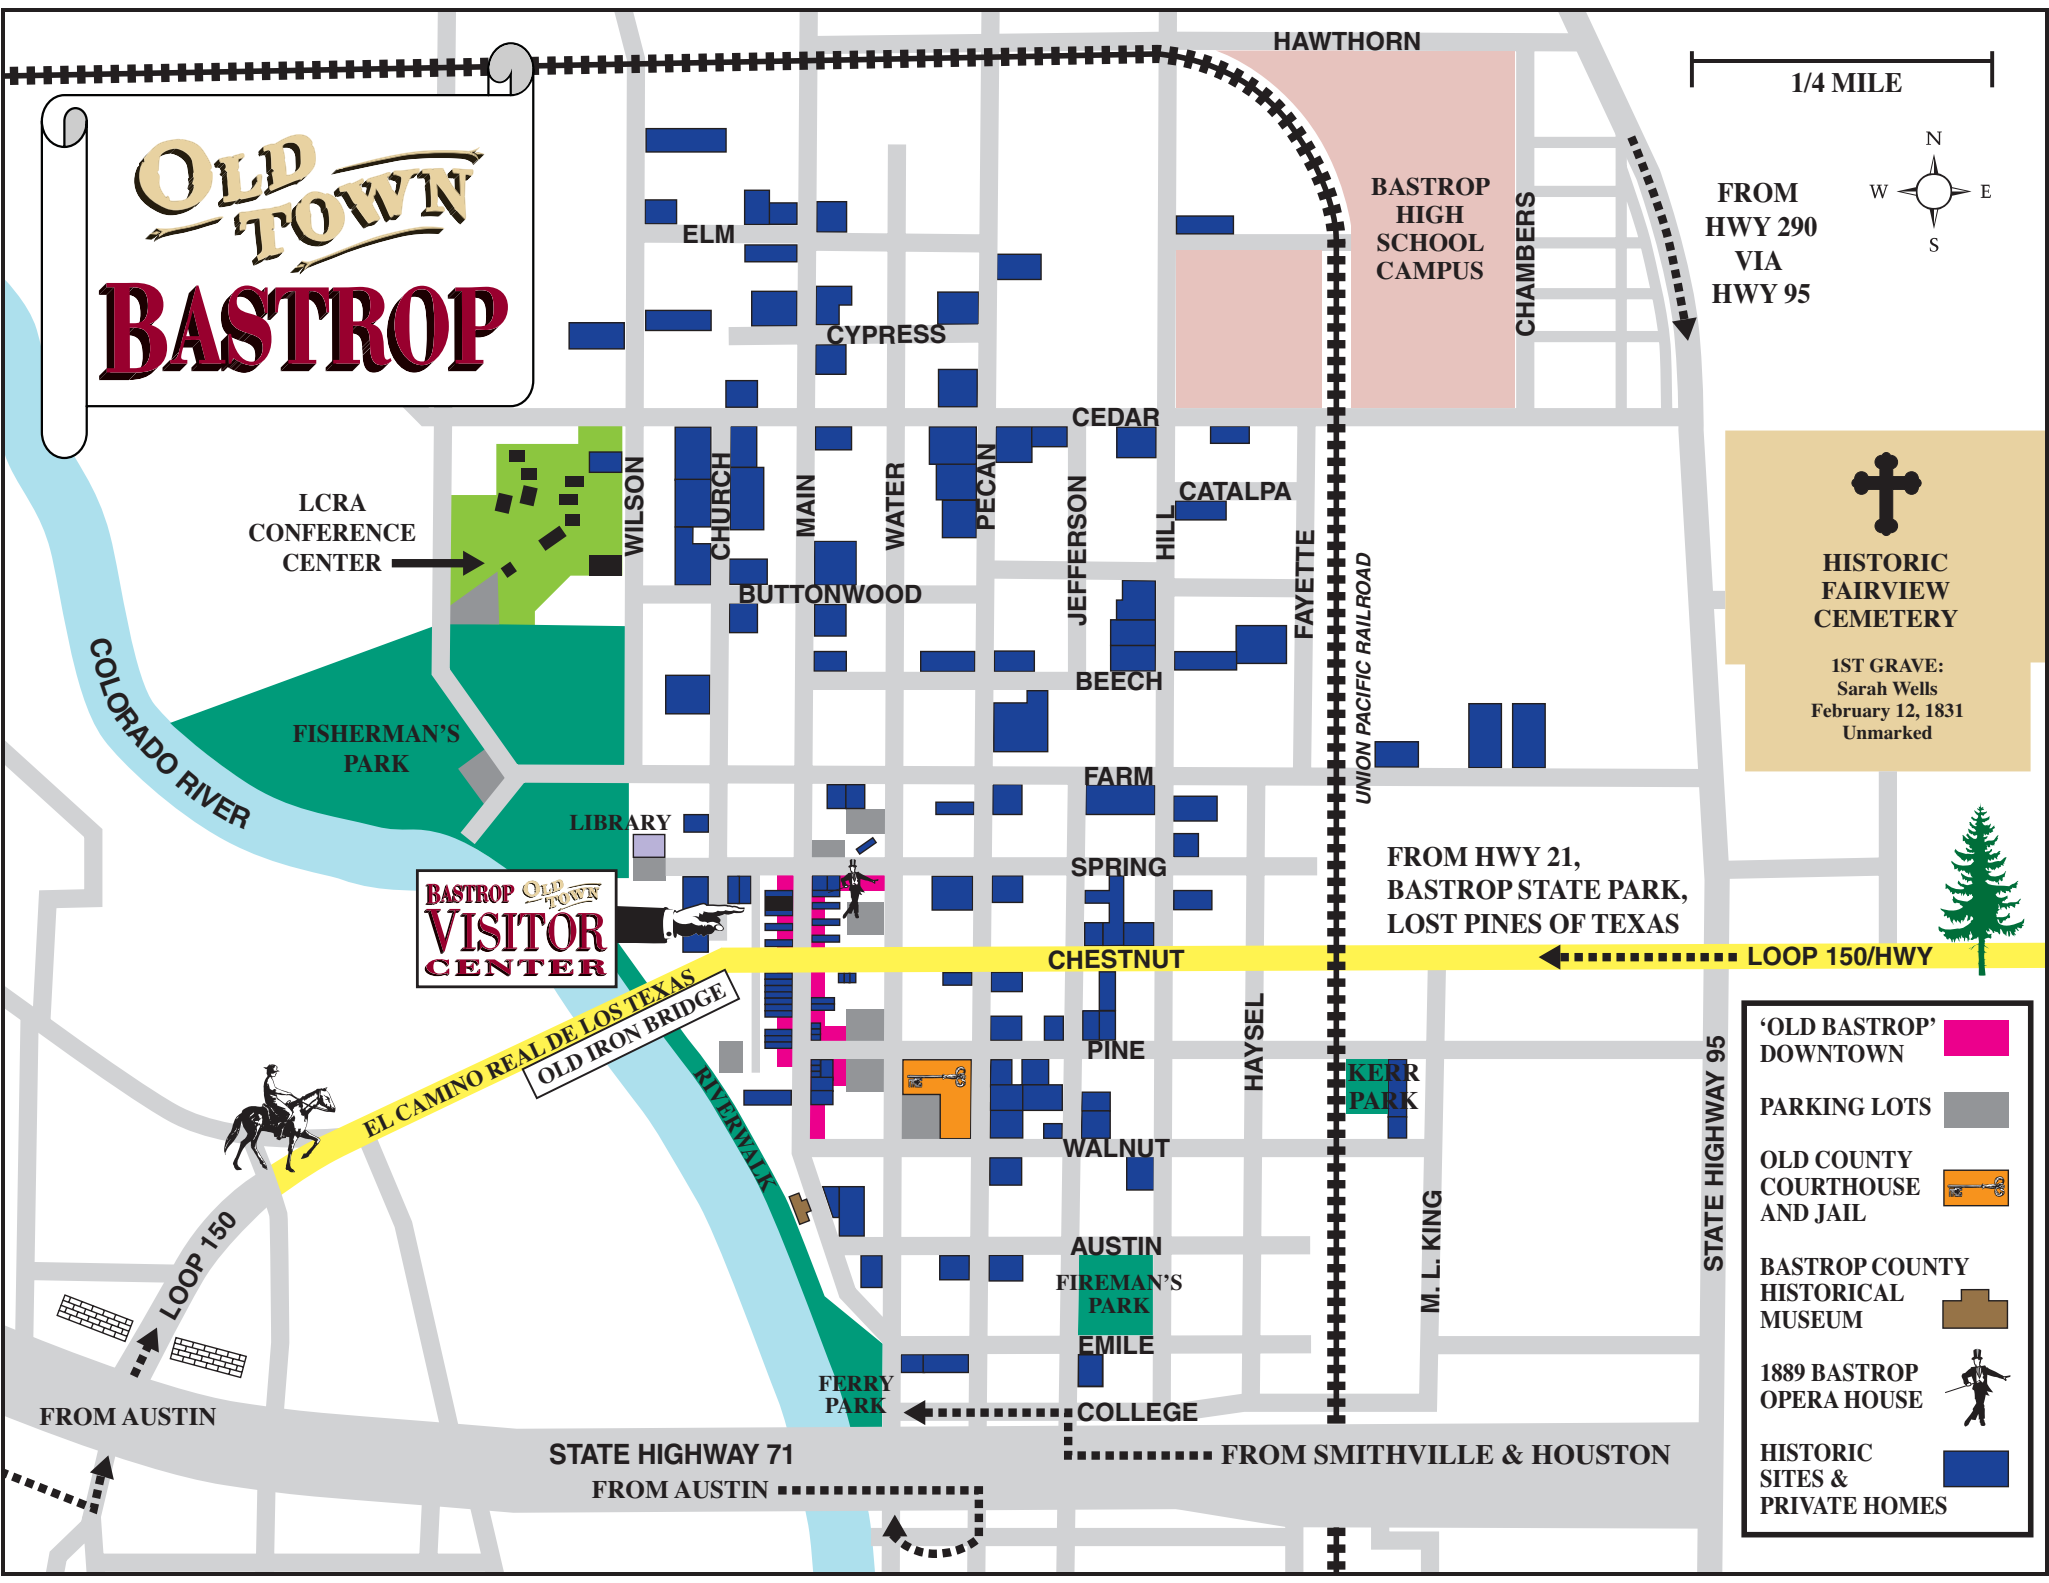 HAWTHORN
1/4 MILE
OLD
TOWN
BASTROP
N
W
E
S
BASTROP
HIGH
SCHOOL
CAMPUS
CHAMBERS
FROM
HWY 290
VIA
HWY 95
ELM
CYPRESS
CEDAR
LCRA
CONFERENCE
CENTER
WILSON
CHURCH
MAIN
WATER
PECAN
JEFFERSON
HILL
CATALPA
FAYETTE
UNION PACIFIC RAILROAD
HISTORIC
FAIRVIEW
CEMETERY
1ST GRAVE:
Sarah Wells
February 12, 1831
Unmarked
BUTTONWOOD
BEECH
COLORADO RIVER
FISHERMAN'S
PARK
FARM
LIBRARY
SPRING
FROM HWY 21,
BASTROP STATE PARK,
LOST PINES OF TEXAS
BASTROP OLD TOWN
VISITOR
CENTER
CHESTNUT
LOOP 150/HWY
EL CAMINO REAL DE LOS TEXAS
OLD IRON BRIDGE
RIVERWALK
PINE
HAYSEL
KERR
PARK
STATE HIGHWAY 95
WALNUT
M. L. KING
LOOP 150
AUSTIN
FIREMAN'S
PARK
EMILE
FERRY
PARK
COLLEGE
FROM AUSTIN
STATE HIGHWAY 71
FROM AUSTIN
FROM SMITHVILLE & HOUSTON
'OLD BASTROP'
DOWNTOWN
PARKING LOTS
OLD COUNTY
COURTHOUSE
AND JAIL
BASTROP COUNTY
HISTORICAL
MUSEUM
1889 BASTROP
OPERA HOUSE
HISTORIC
SITES &
PRIVATE HOMES